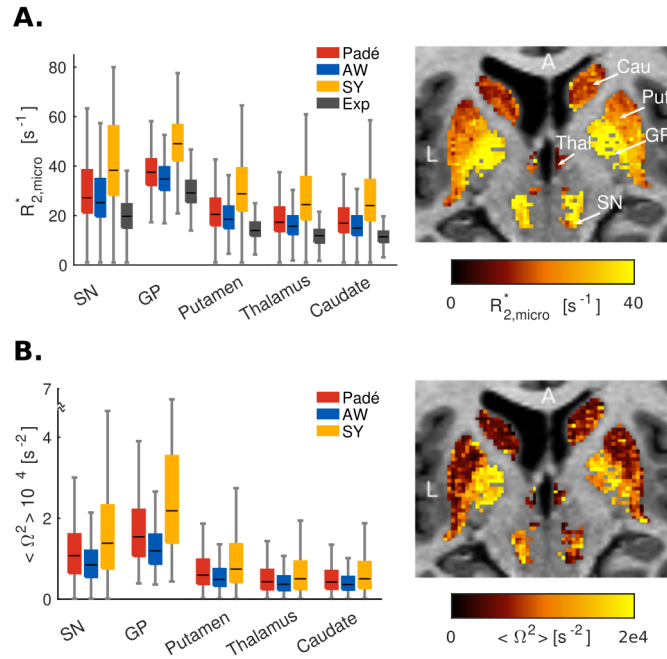 A.
Padé
AW
SY
Exp
80
60
40
20
0
R*2,micro [s⁻¹]
SN
GP
Putamen
Thalamus
Caudate
A
L
Cau
Put
GP
Thal
SN
0
R*2,micro [s⁻¹]
40
B.
Padé
AW
SY
7
4
2
0
< Ω² > 10⁴ [s⁻²]
SN
GP
Putamen
Thalamus
Caudate
A
L
0
< Ω² > [s⁻²]
2e4